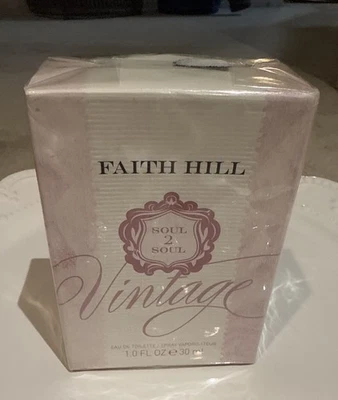 FAITH HILL
SOUL
2
SOUL
Vintage
EAU DE TOILETTE / SPRAY VAPORISATEUR
1.0 FL OZ ℮ 30 ml